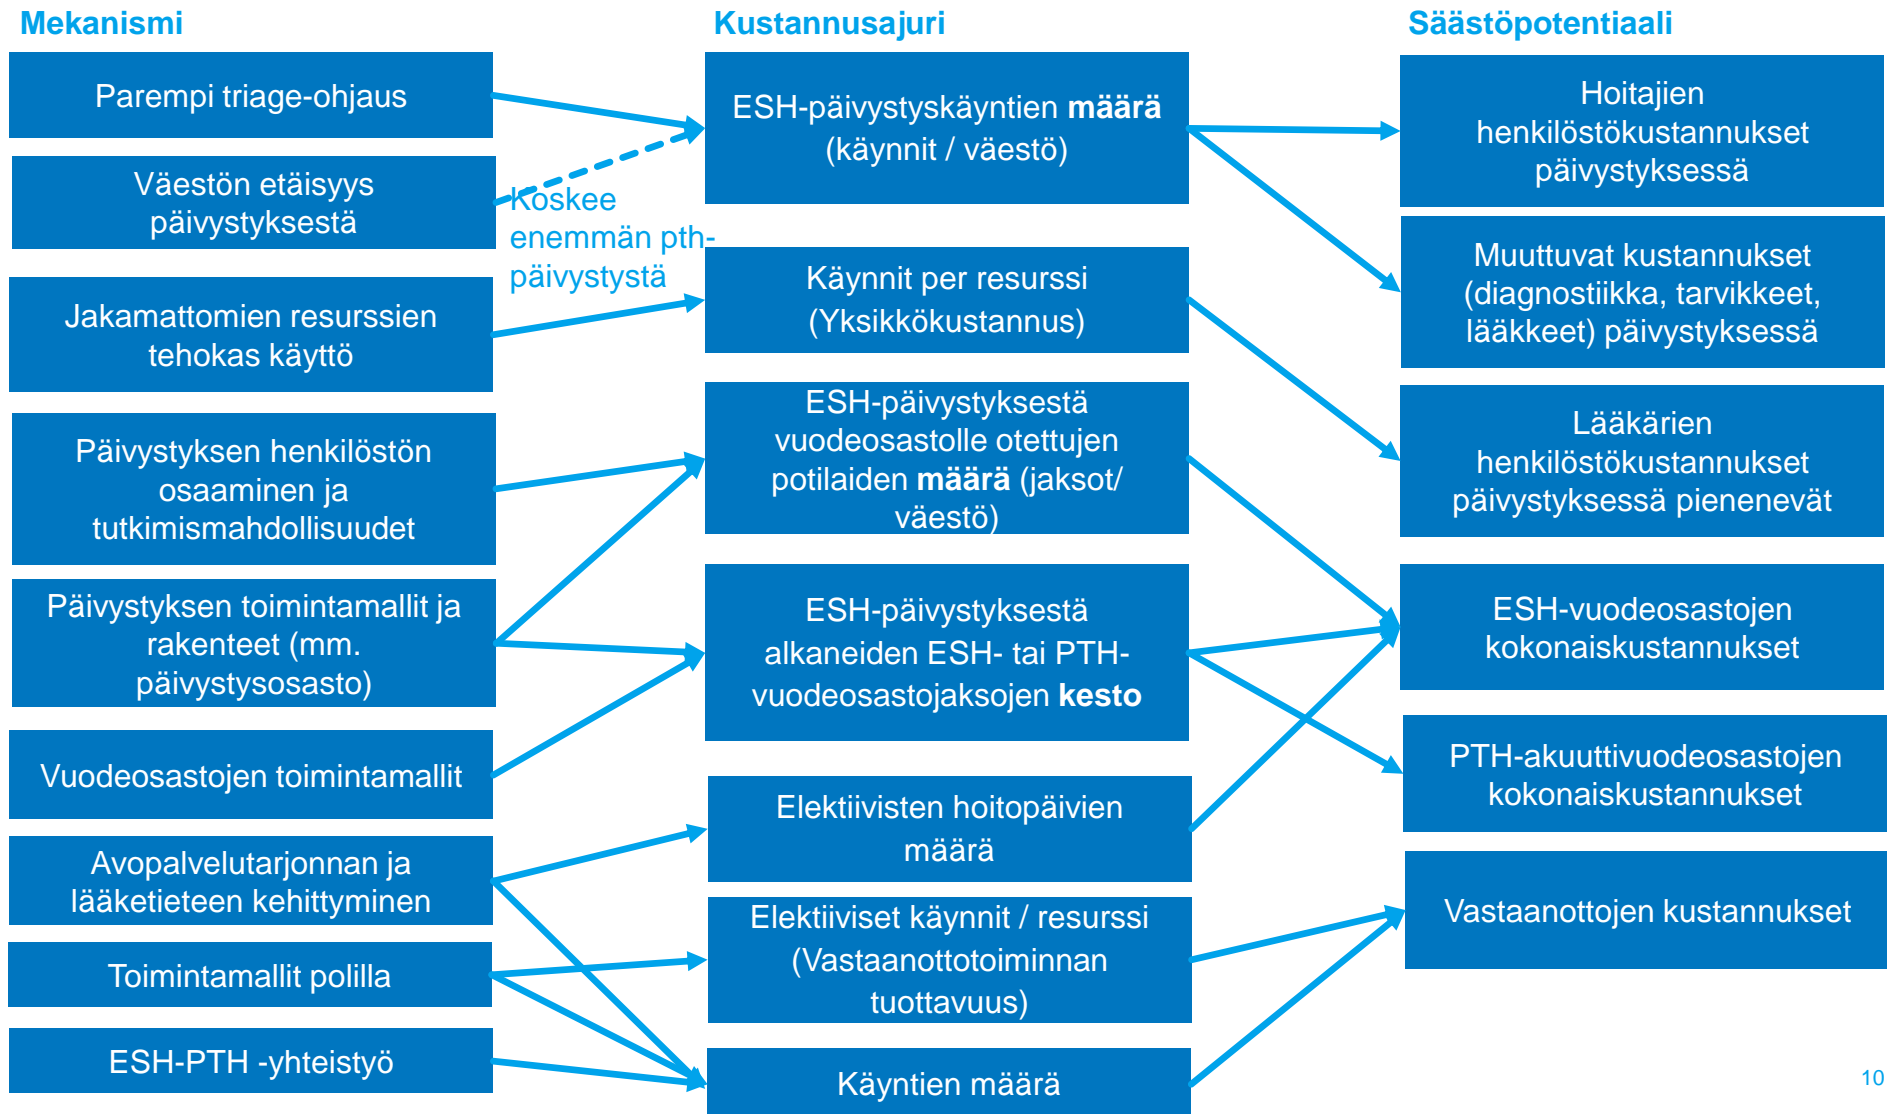 Mekanismi
Parempi triage-ohjaus
Väestön etäisyys
päivystyksestä
Koskee
enemmän pth-
päivystystä
Jakamattomien resurssien
tehokas käyttö
Päivystyksen henkilöstön
osaaminen ja
tutkimismahdollisuudet
Päivystyksen toimintamallit ja
rakenteet (mm.
päivystysosasto)
Vuodeosastojen toimintamallit
Avopalvelutarjonnan ja
lääketieteen kehittyminen
Toimintamallit polilla
ESH-PTH -yhteistyö
Kustannusajuri
ESH-päivystyskäyntien määrä
(käynnit / väestö)
Käynnit per resurssi
(Yksikkökustannus)
ESH-päivystyksestä
vuodeosastolle otettujen
potilaiden määrä (jaksot/
väestö)
ESH-päivystyksestä
alkaneiden ESH- tai PTH-
vuodeosastojaksojen kesto
Elektiivisten hoitopäivien
määrä
Elektiiviset käynnit / resurssi
(Vastaanottotoiminnan
tuottavuus)
Käyntien määrä
Säästöpotentiaali
Hoitajien
henkilöstökustannukset
päivystyksessä
Muuttuvat kustannukset
(diagnostiikka, tarvikkeet,
lääkkeet) päivystyksessä
Lääkärien
henkilöstökustannukset
päivystyksessä pienenevät
ESH-vuodeosastojen
kokonaiskustannukset
PTH-akuuttivuodeosastojen
kokonaiskustannukset
Vastaanottojen kustannukset
10